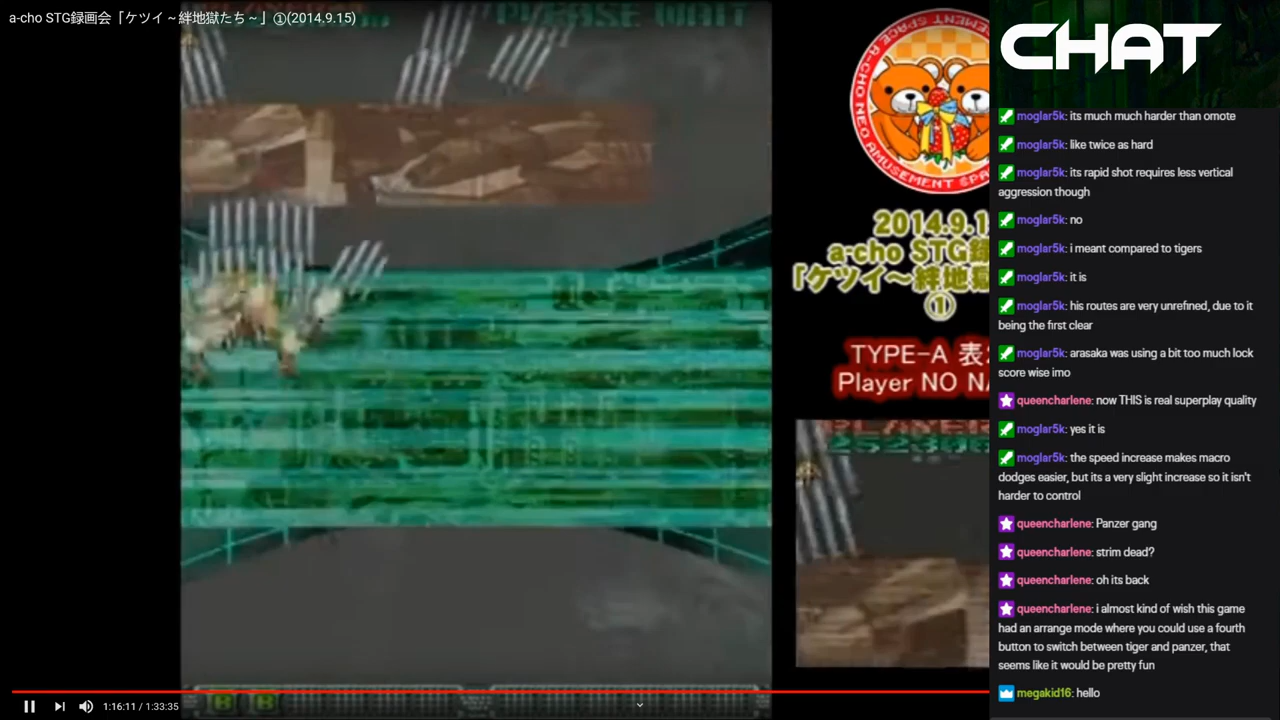 a-cho STG録画会「ケツイ～絆地獄たち～」①(2014.9.15)
PLEASE WAIT
A-CHO NEO AMUSEMENT SPACE
2014.9.1
a-cho STG録
「ケツイ～絆地獄
①
TYPE-A 表
Player NO NA
B B
1:16:11 / 1:33:35
CHAT
moglar5k: its much much harder than omote
moglar5k: like twice as hard
moglar5k: its rapid shot requires less vertical
aggression though
moglar5k: no
moglar5k: i meant compared to tigers
moglar5k: it is
moglar5k: his routes are very unrefined, due to it
being the first clear
moglar5k: arasaka was using a bit too much lock
score wise imo
queencharlene: now THIS is real superplay quality
moglar5k: yes it is
moglar5k: the speed increase makes macro
dodges easier, but its a very slight increase so it isn't
harder to control
queencharlene: Panzer gang
queencharlene: strim dead?
queencharlene: oh its back
queencharlene: i almost kind of wish this game
had an arrange mode where you could use a fourth
button to switch between tiger and panzer, that
seems like it would be pretty fun
megakid16: hello